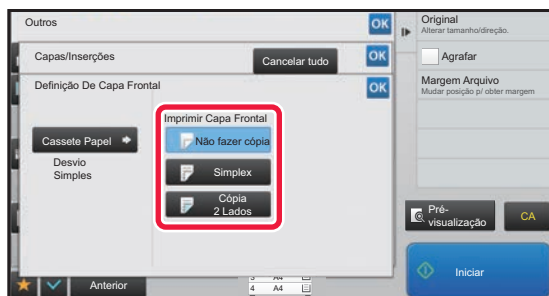 Outros
OK
Capas/Inserções
Cancelar tudo
OK
Definição De Capa Frontal
OK
Imprimir Capa Frontal
Cassete Papel
Não fazer cópia
Desvio
Simples
Simplex
Cópia
2 Lados
Anterior
3 A4
4 A4
Original
Alterar tamanho/direção.
Agrafar
Margem Arquivo
Mudar posição p/ obter margem
Pré-
visualização
CA
Iniciar